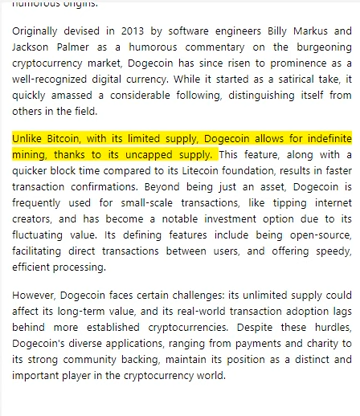 humorous origins.
Originally devised in 2013 by software engineers Billy Markus and
Jackson Palmer as a humorous commentary on the burgeoning
cryptocurrency market, Dogecoin has since risen to prominence as a
well-recognized digital currency. While it started as a satirical take, it
quickly amassed a considerable following, distinguishing itself from
others in the field.
Unlike Bitcoin, with its limited supply, Dogecoin allows for indefinite
mining, thanks to its uncapped supply. This feature, along with a
quicker block time compared to its Litecoin foundation, results in faster
transaction confirmations. Beyond being just an asset, Dogecoin is
frequently used for small-scale transactions, like tipping internet
creators, and has become a notable investment option due to its
fluctuating value. Its defining features include being open-source,
facilitating direct transactions between users, and offering speedy,
efficient processing.
However, Dogecoin faces certain challenges: its unlimited supply could
affect its long-term value, and its real-world transaction adoption lags
behind more established cryptocurrencies. Despite these hurdles,
Dogecoin's diverse applications, ranging from payments and charity to
its strong community backing, maintain its position as a distinct and
important player in the cryptocurrency world.